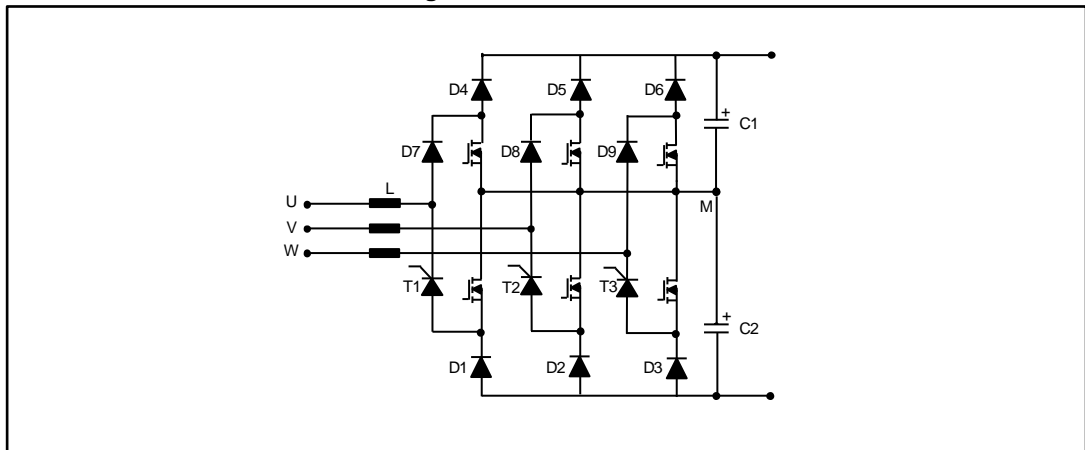 D4 D5 D6
+
C1
D7 D8 D9
L
U
M
V
W
T1 T2 T3
+
C2
D1 D2 D3